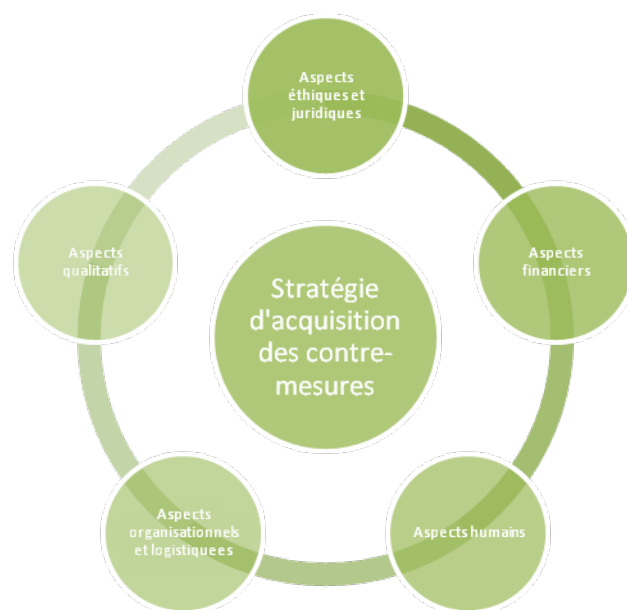 Aspects
éthiques et
juridiques
Aspects
financiers
Aspects humains
Aspects
organisationnels
et logistiquees
Aspects
qualitatifs
Stratégie
d'acquisition
des contre-
mesures